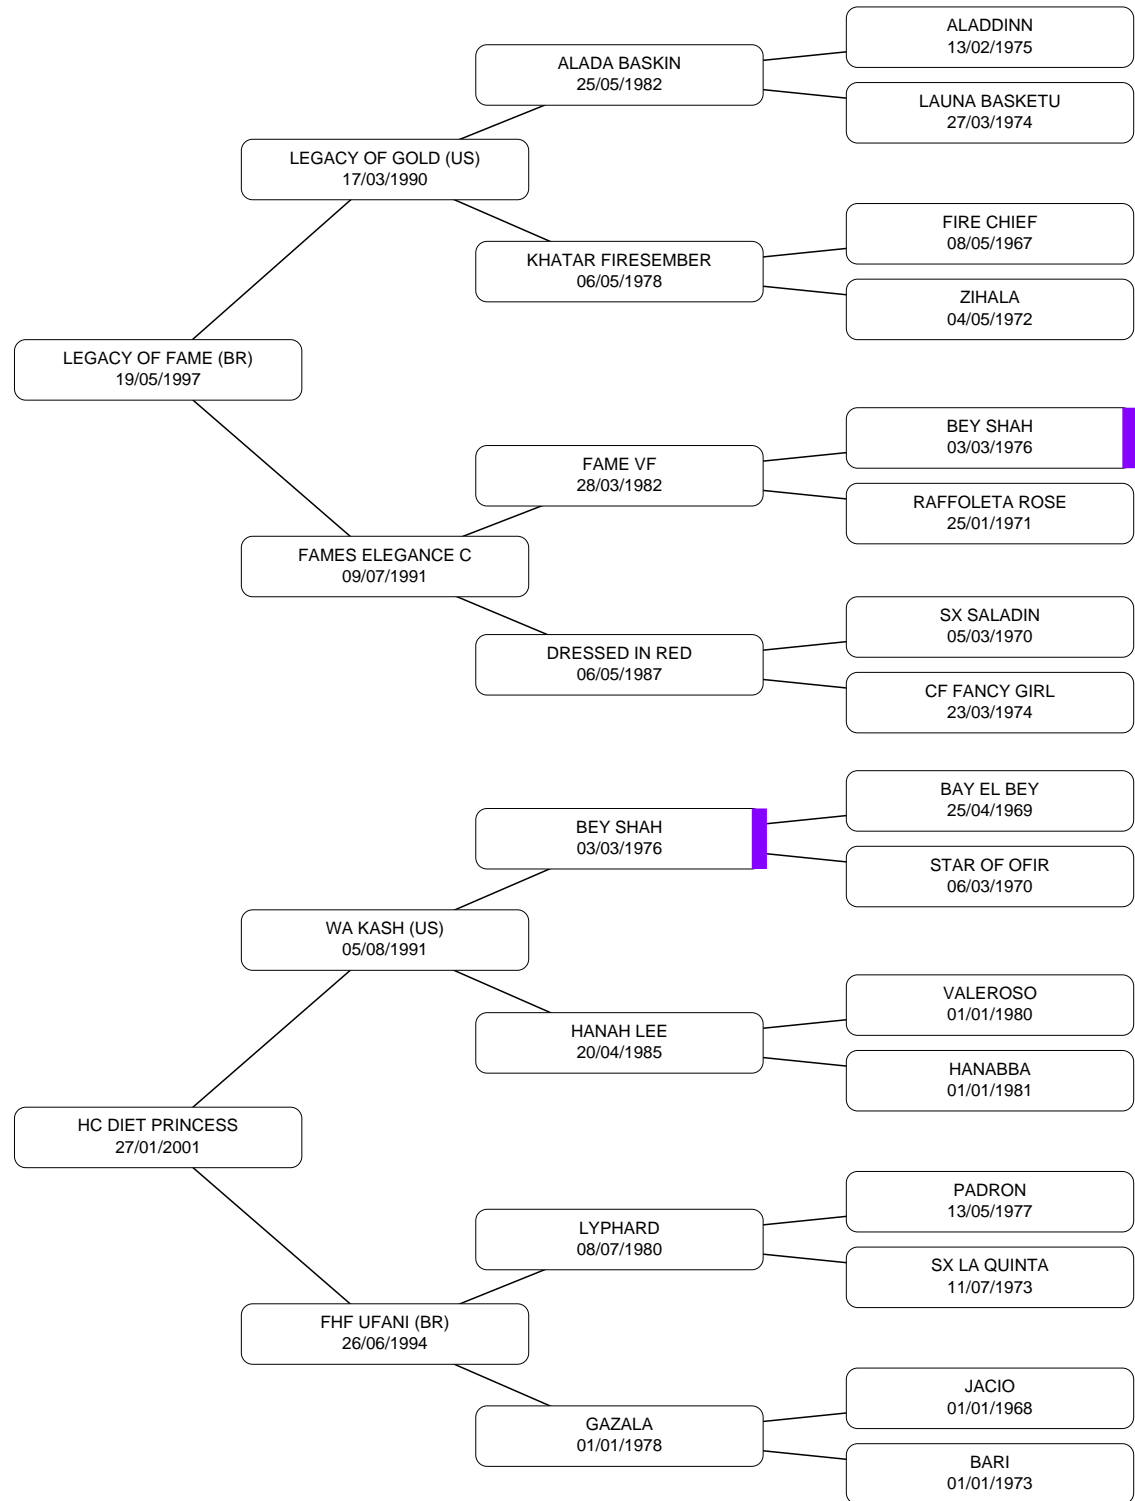 ALADDINN
13/02/1975
ALADA BASKIN
25/05/1982
LAUNA BASKETU
27/03/1974
LEGACY OF GOLD (US)
17/03/1990
FIRE CHIEF
08/05/1967
KHATAR FIRESEMBER
06/05/1978
ZIHALA
04/05/1972
LEGACY OF FAME (BR)
19/05/1997
BEY SHAH
03/03/1976
FAME VF
28/03/1982
RAFFOLETA ROSE
25/01/1971
FAMES ELEGANCE C
09/07/1991
SX SALADIN
05/03/1970
DRESSED IN RED
06/05/1987
CF FANCY GIRL
23/03/1974
BAY EL BEY
25/04/1969
BEY SHAH
03/03/1976
STAR OF OFIR
06/03/1970
WA KASH (US)
05/08/1991
VALEROSO
01/01/1980
HANAH LEE
20/04/1985
HANABBA
01/01/1981
HC DIET PRINCESS
27/01/2001
PADRON
13/05/1977
LYPHARD
08/07/1980
SX LA QUINTA
11/07/1973
FHF UFANI (BR)
26/06/1994
JACIO
01/01/1968
GAZALA
01/01/1978
BARI
01/01/1973